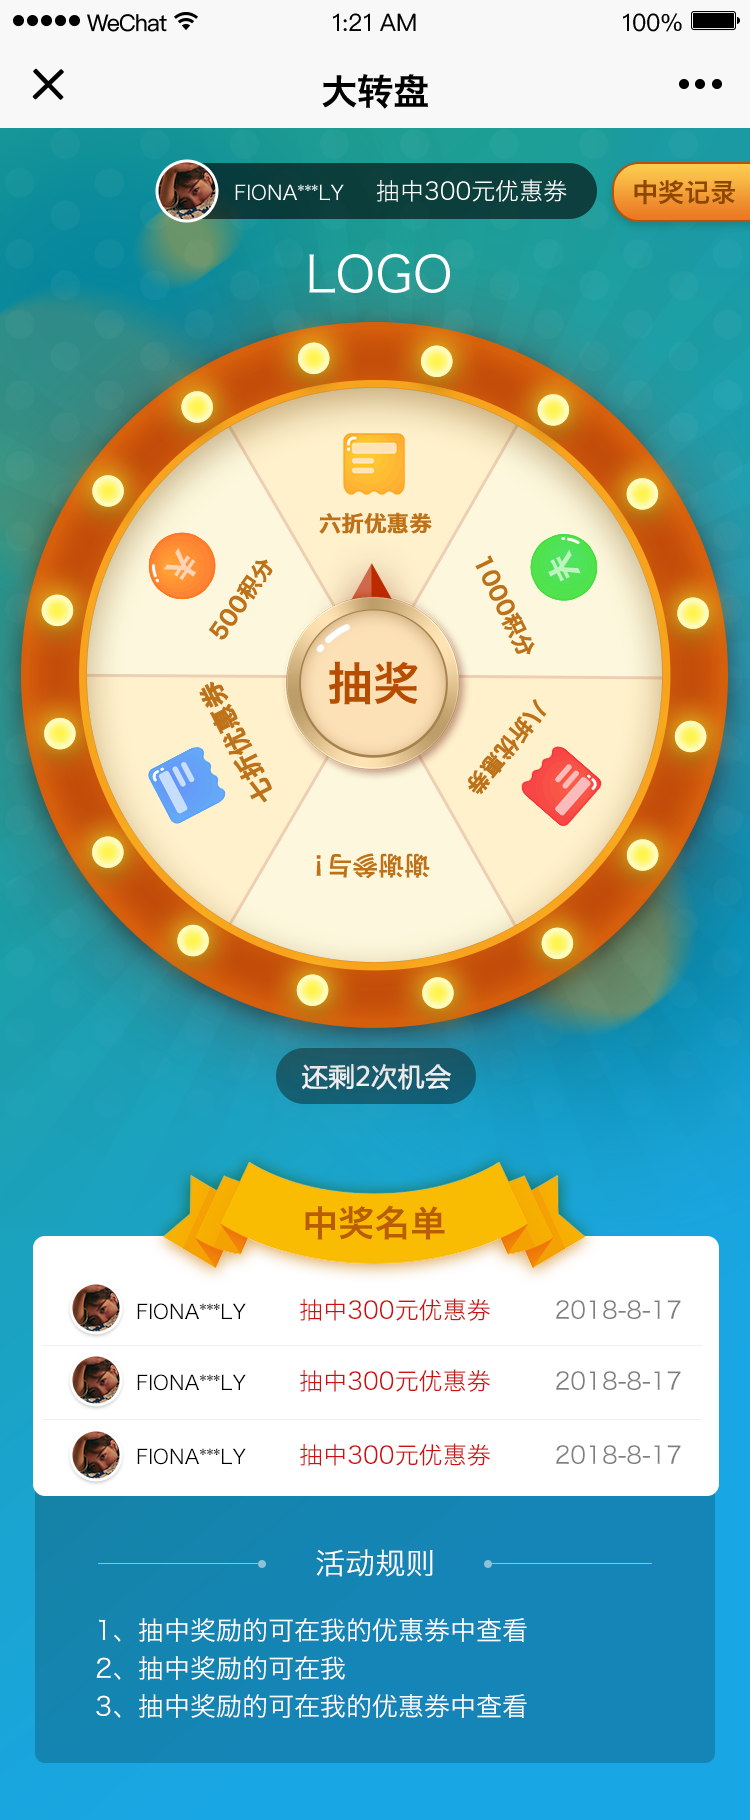 WeChat 1:21 AM 100%
大转盘
FIONA***LY 抽中300元优惠券
中奖记录
LOGO
六折优惠券
500积分
1000积分
抽奖
七折优惠券
八折优惠券
谢谢参与!
还剩2次机会
中奖名单
FIONA***LY 抽中300元优惠券 2018-8-17
FIONA***LY 抽中300元优惠券 2018-8-17
FIONA***LY 抽中300元优惠券 2018-8-17
活动规则
1、抽中奖励的可在我的优惠券中查看
2、抽中奖励的可在我
3、抽中奖励的可在我的优惠券中查看